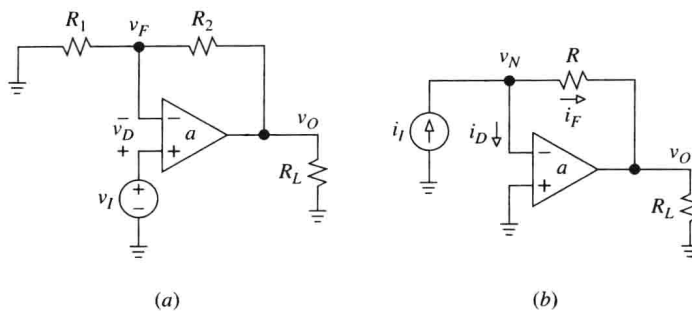 R1 vF R2
− vD +
− a +
vO
RL
vI + −
(a)
vN R
iF
iI iD
− a +
vO
RL
(b)